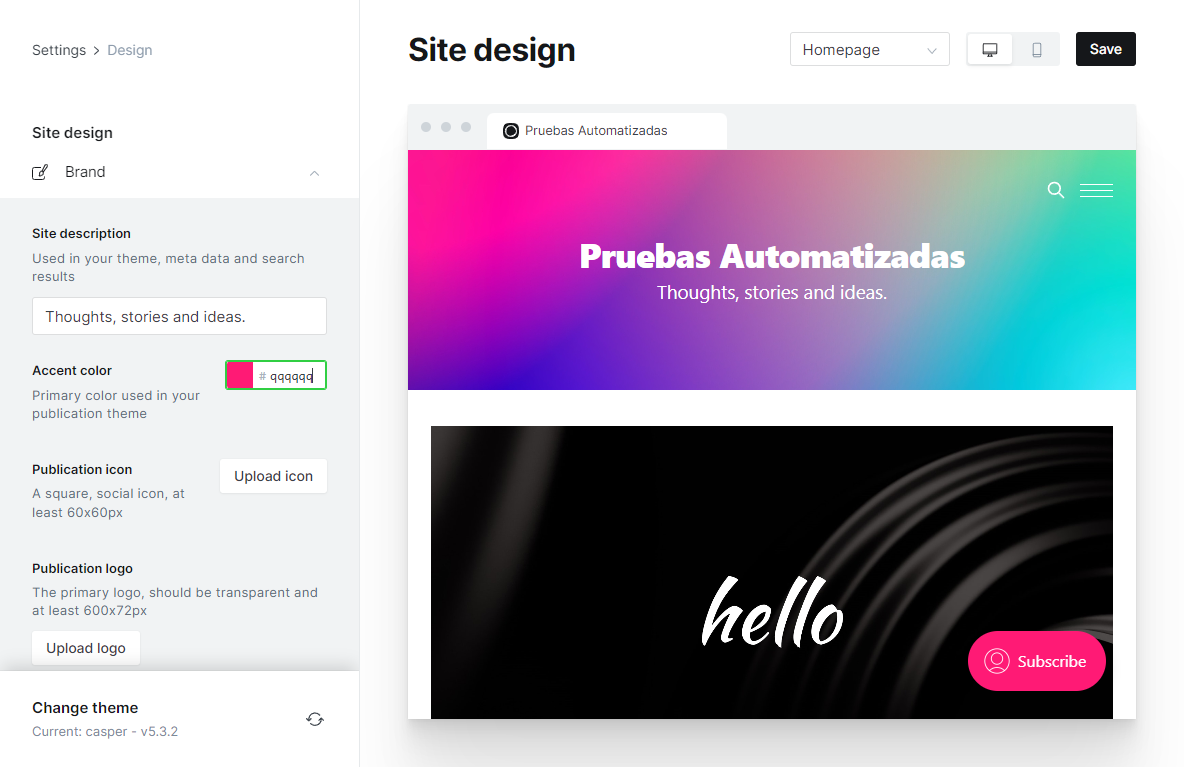 Settings > Design
Site design
Brand
Site description
Used in your theme, meta data and search
results
Thoughts, stories and ideas.
Accent color
# qqqqqq
Primary color used in your
publication theme
Publication icon
Upload icon
A square, social icon, at
least 60x60px
Publication logo
The primary logo, should be transparent and
at least 600x72px
Upload logo
Change theme
Current: casper - v5.3.2
Site design
Homepage
Save
Pruebas Automatizadas
Pruebas Automatizadas
Thoughts, stories and ideas.
hello
Subscribe